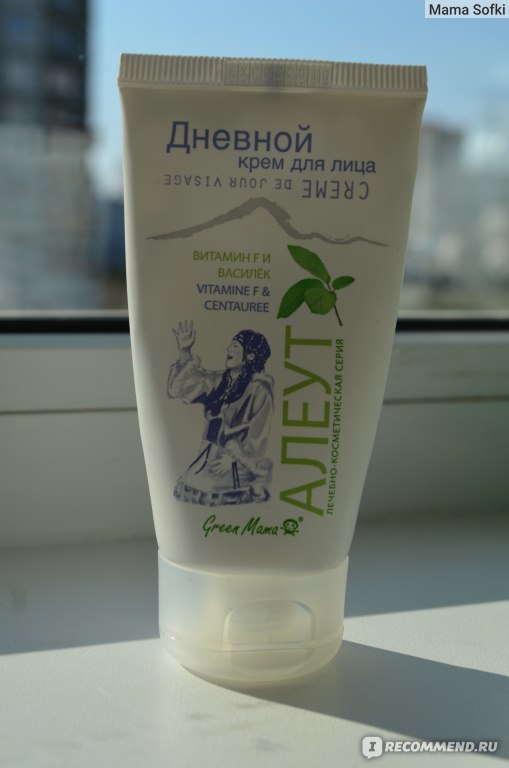 Mama Sofki
Дневной
крем для лица
CREME DE JOUR VISAGE
ВИТАМИН F И
ВАСИЛЁК
VITAMINE F &
CENTAUREE
АЛЕУТ
ЛЕЧЕБНО-КОСМЕТИЧЕСКАЯ СЕРИЯ
Green Mama®
IRECOMMEND.RU